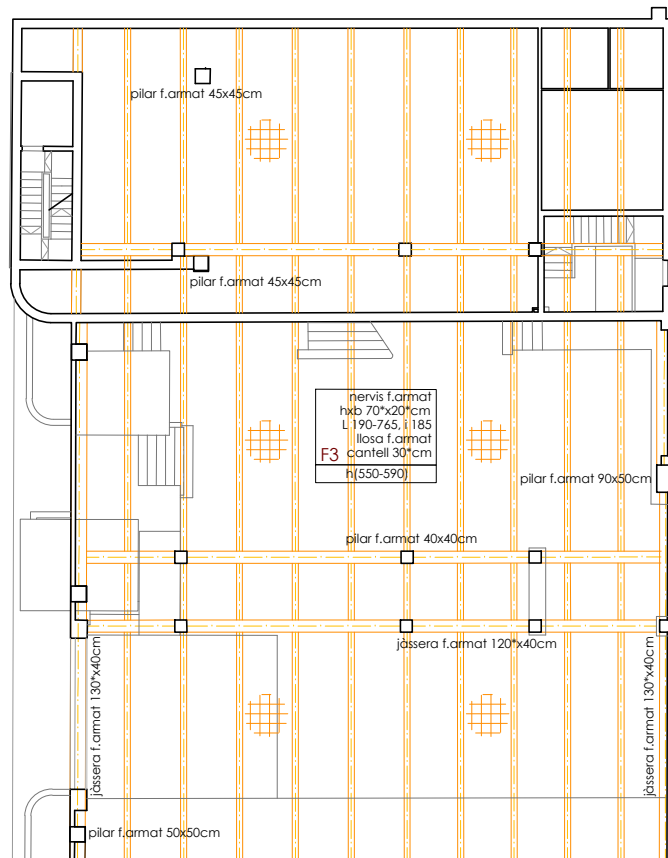 pilar f.armat 45x45cm
pilar f.armat 45x45cm
nervis f.armat
hxb 70*x20*cm
L 190-765, i 185
llosa f.armat
F3 cantell 30*cm
h(550-590)
pilar f.armat 90x50cm
pilar f.armat 40x40cm
jàssera f.armat 120*x40cm
jàssera f.armat 130*x40cm
jàssera f.armat 130*x40cm
pilar f.armat 50x50cm